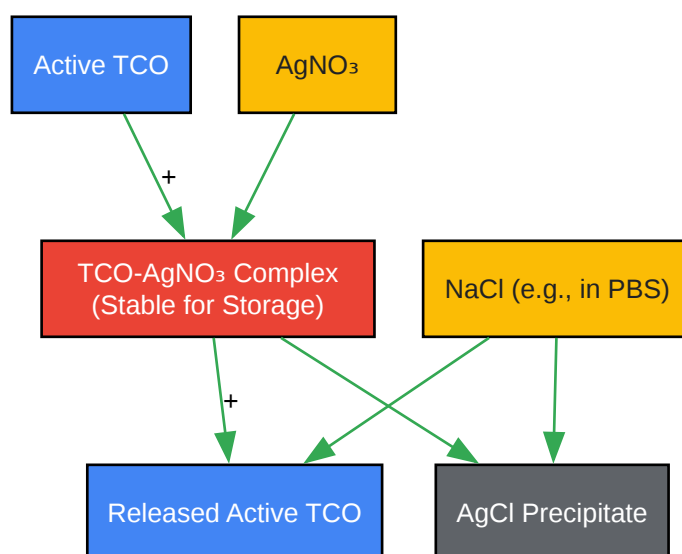 Active TCO
AgNO₃
+
TCO-AgNO₃ Complex
(Stable for Storage)
NaCl (e.g., in PBS)
+
Released Active TCO
AgCl Precipitate